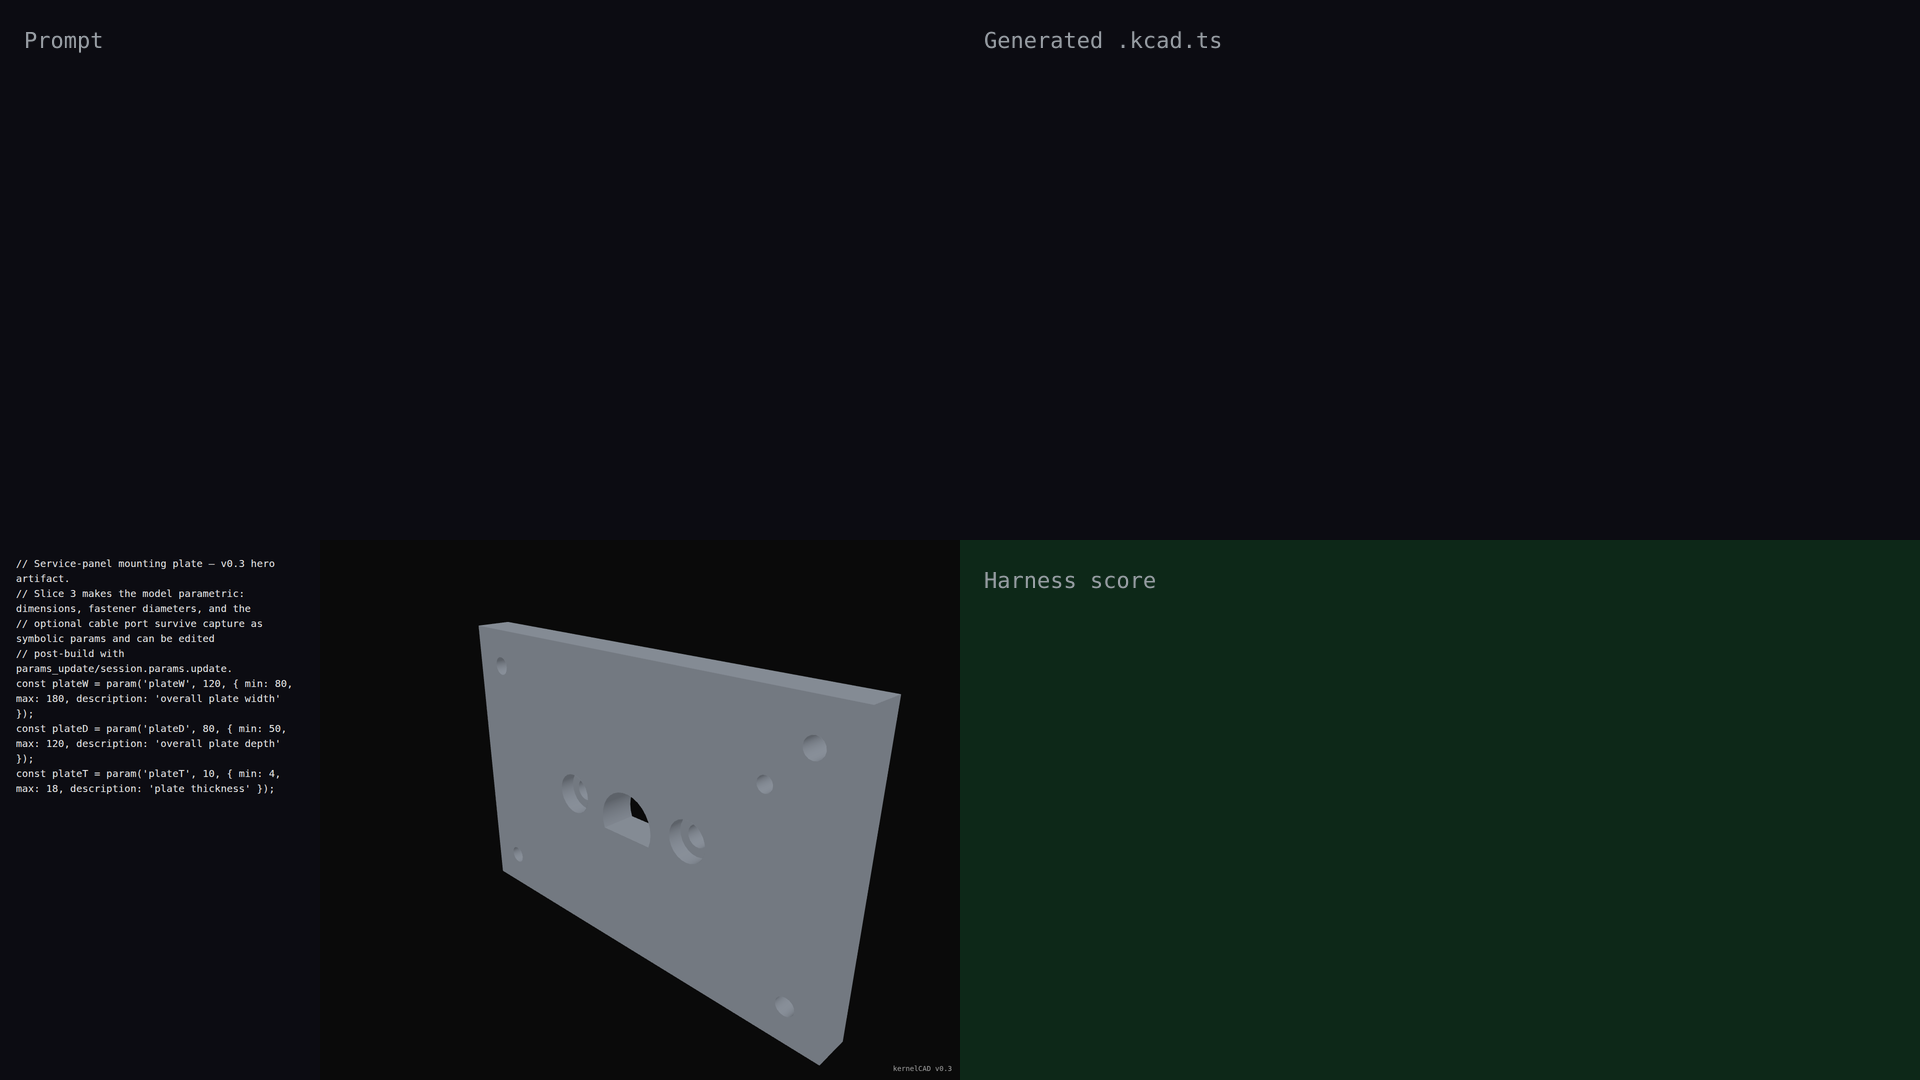 Prompt
Generated .kcad.ts
// Service-panel mounting plate — v0.3 hero
artifact.
// Slice 3 makes the model parametric:
dimensions, fastener diameters, and the
// optional cable port survive capture as
symbolic params and can be edited
// post-build with
params_update/session.params.update.
const plateW = param('plateW', 120, { min: 80,
max: 180, description: 'overall plate width'
});
const plateD = param('plateD', 80, { min: 50,
max: 120, description: 'overall plate depth'
});
const plateT = param('plateT', 10, { min: 4,
max: 18, description: 'plate thickness' });
kernelCAD v0.3
Harness score